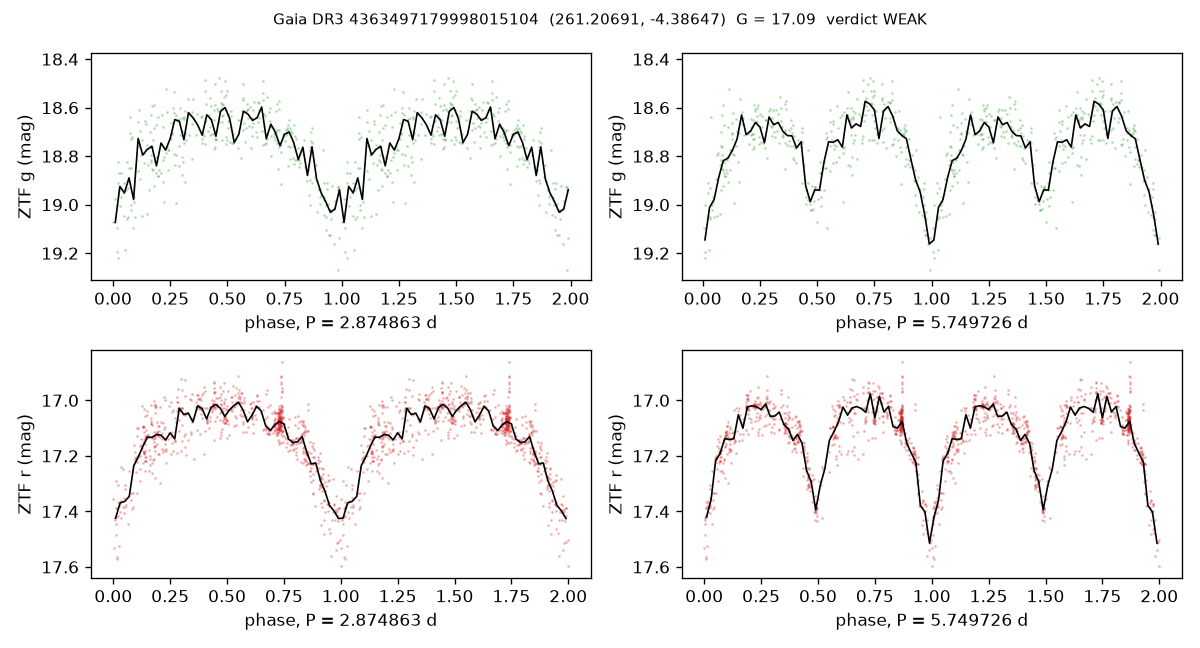 Gaia DR3 4363497179998015104 (261.20691, -4.38647) G = 17.09 verdict WEAK
ZTF g (mag)
18.4
18.6
18.8
19.0
19.2
0.00 0.25 0.50 0.75 1.00 1.25 1.50 1.75 2.00
phase, P = 2.874863 d
ZTF g (mag)
18.4
18.6
18.8
19.0
19.2
0.00 0.25 0.50 0.75 1.00 1.25 1.50 1.75 2.00
phase, P = 5.749726 d
ZTF r (mag)
17.0
17.2
17.4
17.6
0.00 0.25 0.50 0.75 1.00 1.25 1.50 1.75 2.00
phase, P = 2.874863 d
ZTF r (mag)
17.0
17.2
17.4
17.6
0.00 0.25 0.50 0.75 1.00 1.25 1.50 1.75 2.00
phase, P = 5.749726 d